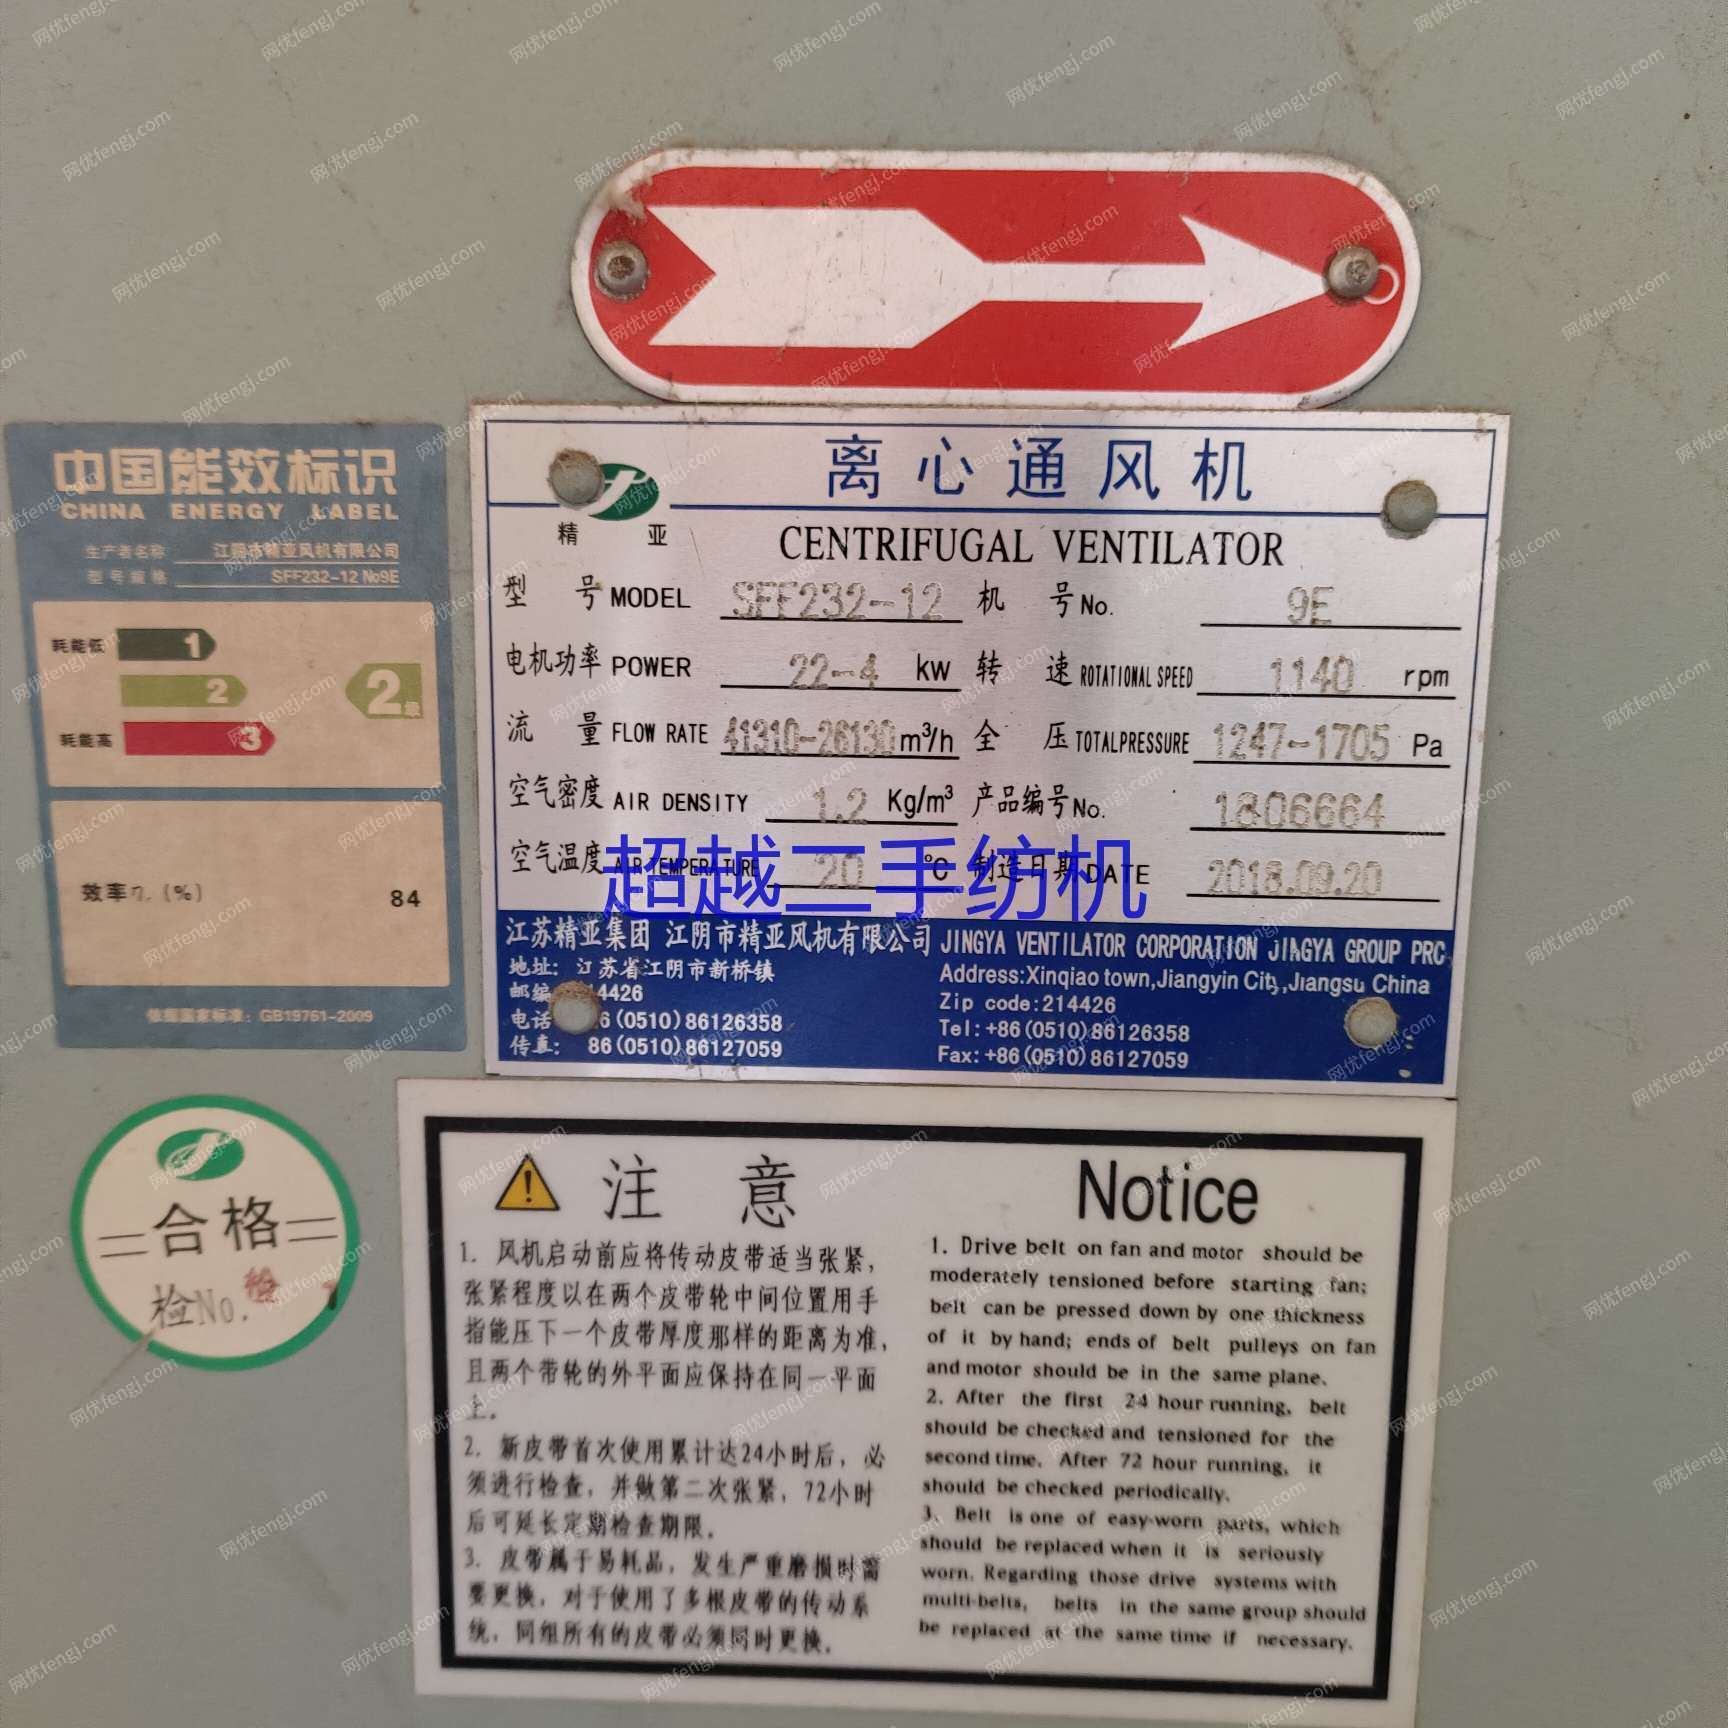 中国能效标识
CHINA ENERGY LABEL
生产者名称 江阴市精亚风机有限公司
型号规格 SFF232-12 №9E
耗能低 1
2
2级
耗能高 3
效率η,(%) 84
依据国家标准：GB19761-2009
合格
检No. 检 1
离心通风机
精 亚
CENTRIFUGAL VENTILATOR
型 号 MODEL SFF232-12 机 号 No. 9E
电机功率 POWER 22-4 kw 转 速 ROTATIONAL SPEED 1140 rpm
流 量 FLOW RATE 41310-26130 m³/h 全 压 TOTALPRESSURE 1247-1705 Pa
空气密度 AIR DENSITY 1.2 Kg/m³ 产品编号 No. 1806664
空气温度 AIR TEMPERATURE 20 °C 制造日期 DATE 2018.09.20
超越二手纺机
江苏精亚集团 江阴市精亚风机有限公司
地址: 江苏省江阴市新桥镇
邮编 14426
电话 6(0510)86126358
传真: 86(0510)86127059
JINGYA VENTILATOR CORPORATION JINGYA GROUP PRC
Address:Xinqiao town,Jiangyin City,Jiangsu China
Zip code:214426
Tel:+86(0510)86126358
Fax:+86(0510)86127059
注 意
1. 风机启动前应将传动皮带适当张紧,
张紧程度以在两个皮带轮中间位置用手
指能压下一个皮带厚度那样的距离为准,
且两个带轮的外平面应保持在同一平面
上。
2. 新皮带首次使用累计达24小时后, 必
须进行检查, 并做第二次张紧, 72小时
后可延长定期检查期限.
3. 皮带属于易耗品, 发生严重磨损时需
要更换, 对于使用了多根皮带的传动系
统, 同组所有的皮带必须同时更换.
Notice
1. Drive belt on fan and motor should be
moderately tensioned before starting fan;
belt can be pressed down by one thickness
of it by hand; ends of belt pulleys on fan
and motor should be in the same plane.
2. After the first 24 hour running, belt
should be checked and tensioned for the
second time. After 72 hour running, it
should be checked periodically.
3. Belt is one of easy-worn parts, which
should be replaced when it is seriously
worn. Regarding those drive systems with
multi-belts, belts in the same group should
be replaced at the same time if necessary.
网优fengj.com